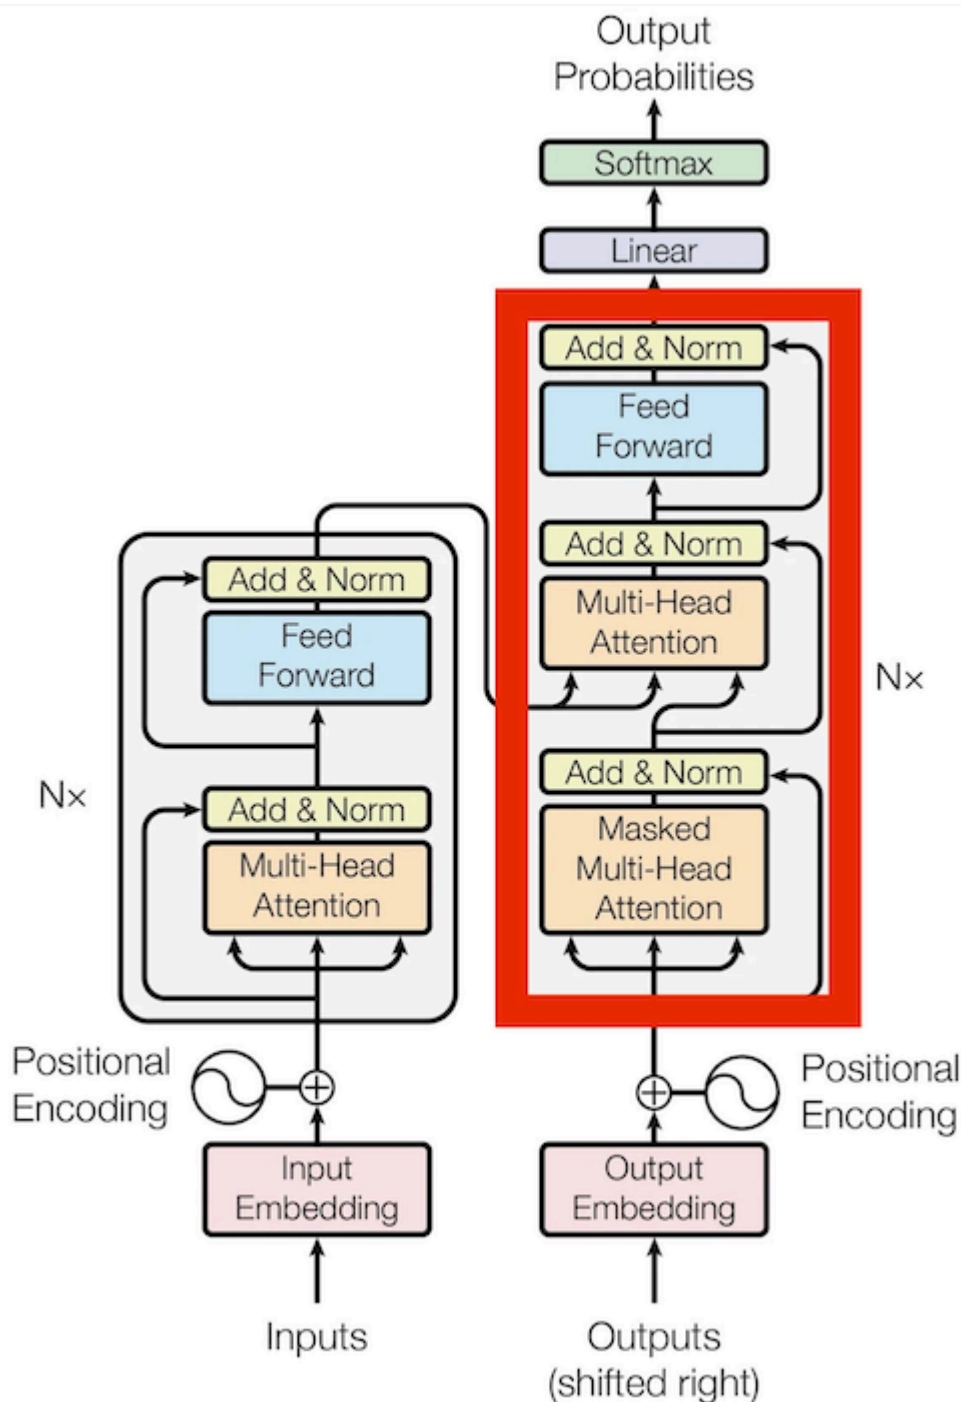 Output
Probabilities
Softmax
Linear
Add & Norm
Feed
Forward
Add & Norm
Multi-Head
Attention
Add & Norm
Masked
Multi-Head
Attention
N×
Add & Norm
Feed
Forward
Add & Norm
Multi-Head
Attention
N×
Positional
Encoding
Positional
Encoding
Input
Embedding
Output
Embedding
Inputs
Outputs
(shifted right)